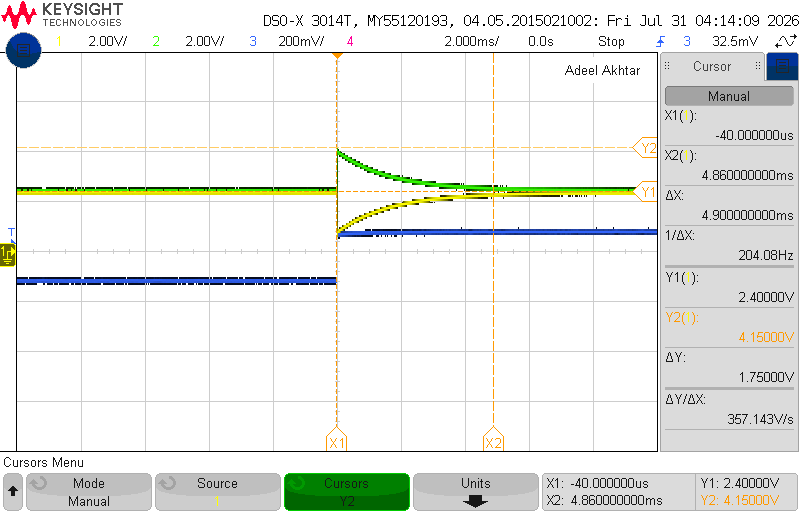 KEYSIGHT
TECHNOLOGIES
DSO-X 3014T, MY55120193, 04.05.2015021002: Fri Jul 31 04:14:09 2026
1 2.00V/ 2 2.00V/ 3 200mV/ 4 2.000ms/ 0.0s Stop 3 32.5mV
Adeel Akhtar
Cursor
Manual
X1(1):
-40.000000us
X2(1):
4.860000000ms
ΔX:
4.900000000ms
1/ΔX:
204.08Hz
Y1(1):
2.40000V
Y2(1):
4.15000V
ΔY:
1.75000V
ΔY/ΔX:
357.143V/s
Y2
Y1
T
1
X1
X2
Cursors Menu
Mode
Manual
Source
1
Cursors
Y2
Units
X1: -40.000000us
X2: 4.860000000ms
Y1: 2.40000V
Y2: 4.15000V